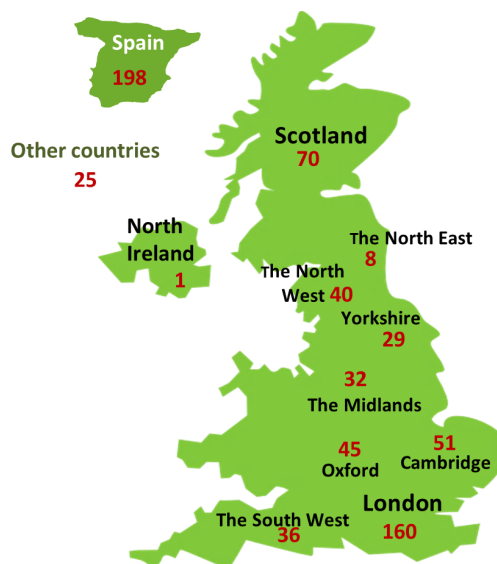 Spain
198
Scotland
70
Other countries
25
North
Ireland
1
The North East
8
The North
West 40
Yorkshire
29
32
The Midlands
45
Oxford
51
Cambridge
London
160
The South West
36